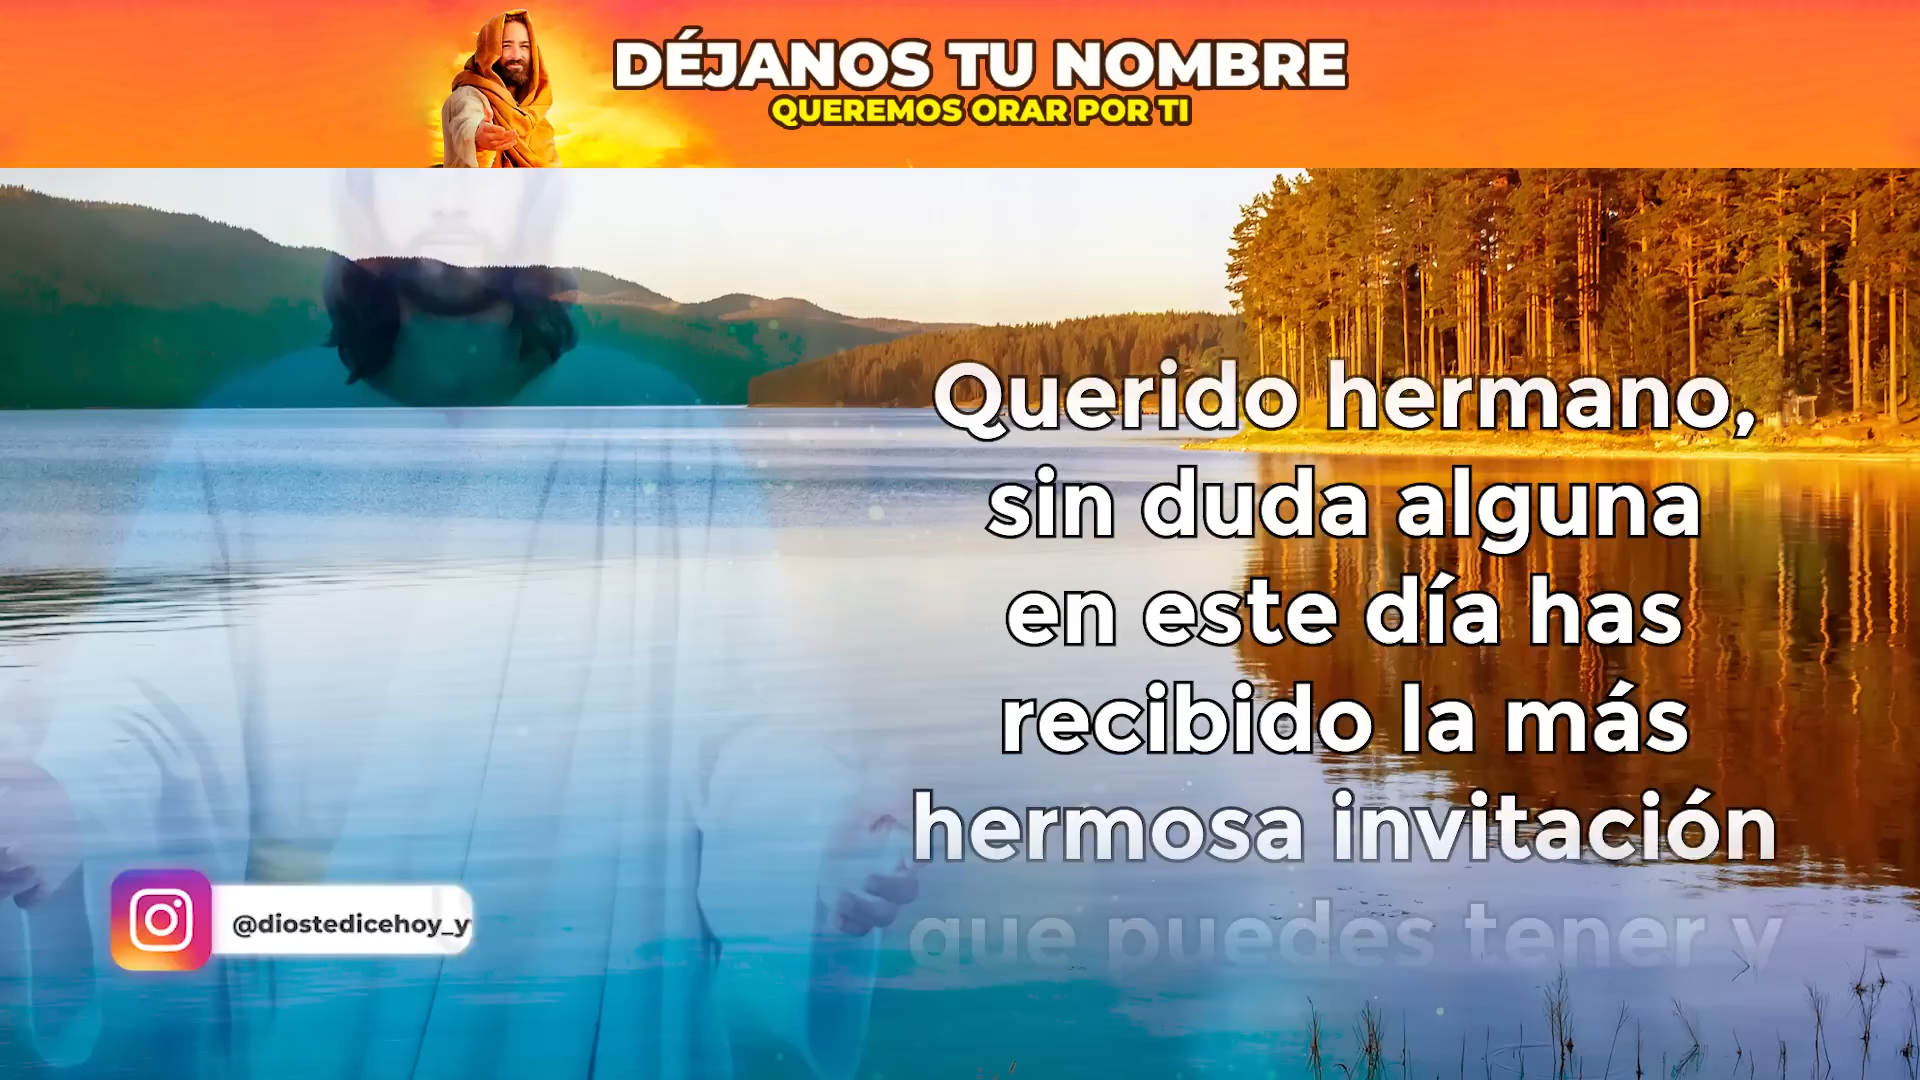 DÉJANOS TU NOMBRE
QUEREMOS ORAR POR TI
Querido hermano,
sin duda alguna
en este día has
recibido la más
hermosa invitación
que puedes tener y
@diostedicehoy_y